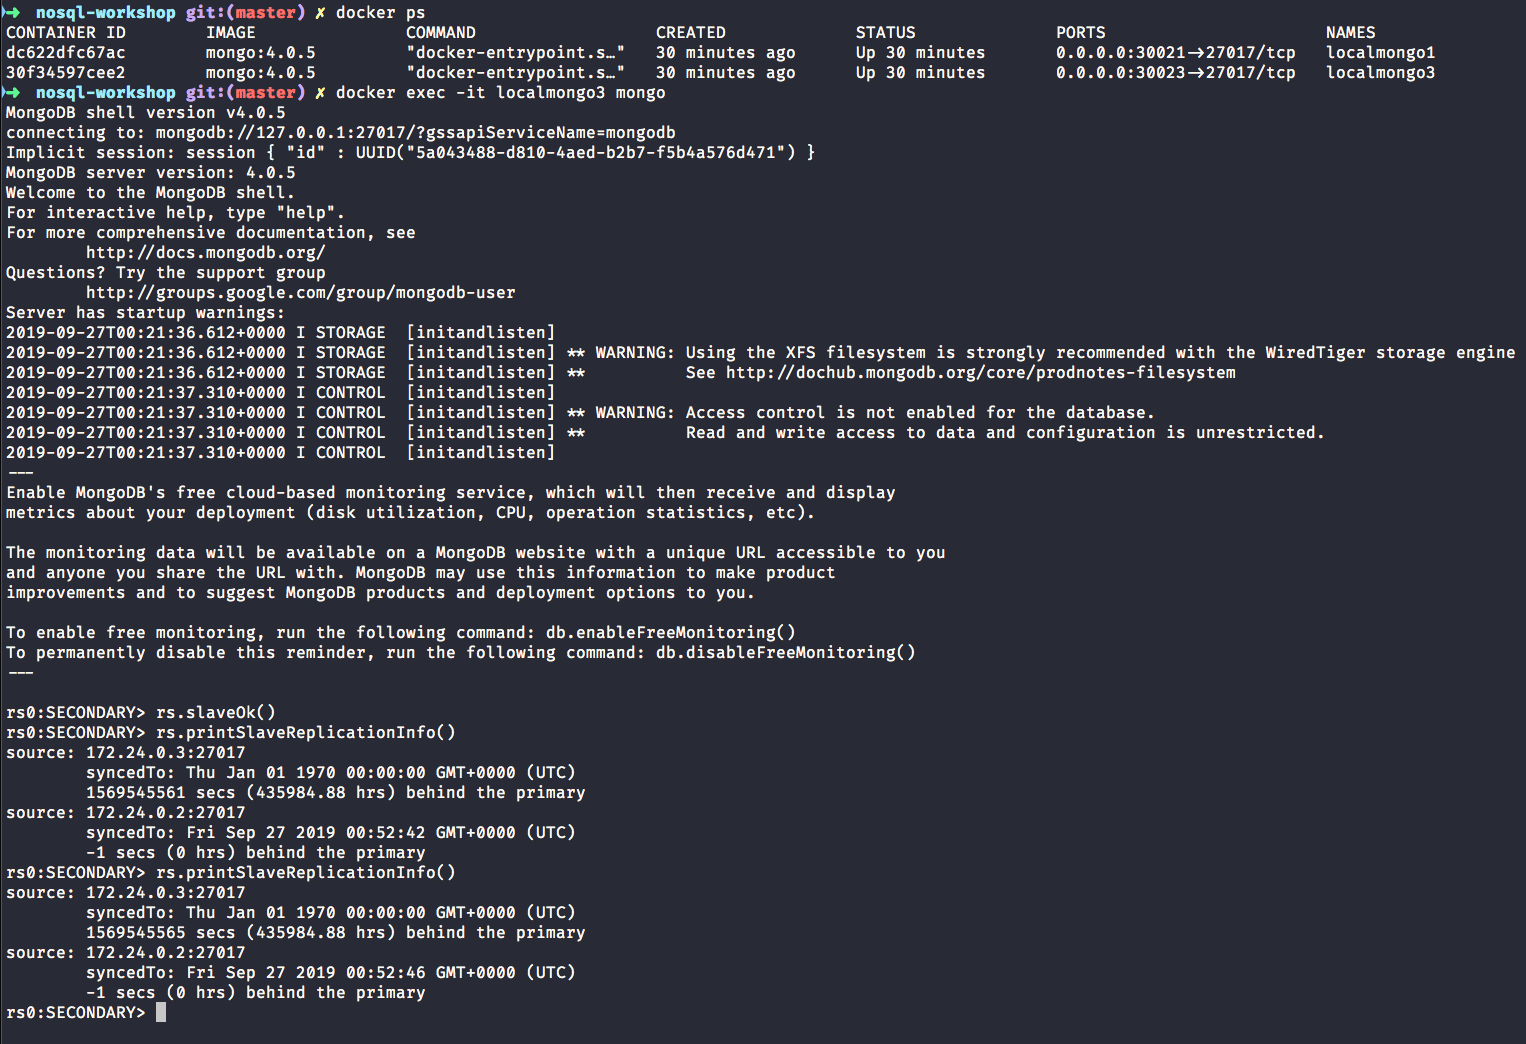 ➜  nosql-workshop git:(master) ✗ docker ps
CONTAINER ID        IMAGE               COMMAND                  CREATED             STATUS              PORTS                      NAMES
dc622dfc67ac        mongo:4.0.5         "docker-entrypoint.s…"   30 minutes ago      Up 30 minutes       0.0.0.0:30021->27017/tcp   localmongo1
30f34597cee2        mongo:4.0.5         "docker-entrypoint.s…"   30 minutes ago      Up 30 minutes       0.0.0.0:30023->27017/tcp   localmongo3
➜  nosql-workshop git:(master) ✗ docker exec -it localmongo3 mongo
MongoDB shell version v4.0.5
connecting to: mongodb://127.0.0.1:27017/?gssapiServiceName=mongodb
Implicit session: session { "id" : UUID("5a043488-d810-4aed-b2b7-f5b4a576d471") }
MongoDB server version: 4.0.5
Welcome to the MongoDB shell.
For interactive help, type "help".
For more comprehensive documentation, see
        http://docs.mongodb.org/
Questions? Try the support group
        http://groups.google.com/group/mongodb-user
Server has startup warnings:
2019-09-27T00:21:36.612+0000 I STORAGE  [initandlisten]
2019-09-27T00:21:36.612+0000 I STORAGE  [initandlisten] ** WARNING: Using the XFS filesystem is strongly recommended with the WiredTiger storage engine
2019-09-27T00:21:36.612+0000 I STORAGE  [initandlisten] **          See http://dochub.mongodb.org/core/prodnotes-filesystem
2019-09-27T00:21:37.310+0000 I CONTROL  [initandlisten]
2019-09-27T00:21:37.310+0000 I CONTROL  [initandlisten] ** WARNING: Access control is not enabled for the database.
2019-09-27T00:21:37.310+0000 I CONTROL  [initandlisten] **          Read and write access to data and configuration is unrestricted.
2019-09-27T00:21:37.310+0000 I CONTROL  [initandlisten]
---
Enable MongoDB's free cloud-based monitoring service, which will then receive and display
metrics about your deployment (disk utilization, CPU, operation statistics, etc).

The monitoring data will be available on a MongoDB website with a unique URL accessible to you
and anyone you share the URL with. MongoDB may use this information to make product
improvements and to suggest MongoDB products and deployment options to you.

To enable free monitoring, run the following command: db.enableFreeMonitoring()
To permanently disable this reminder, run the following command: db.disableFreeMonitoring()
---

rs0:SECONDARY> rs.slaveOk()
rs0:SECONDARY> rs.printSlaveReplicationInfo()
source: 172.24.0.3:27017
        syncedTo: Thu Jan 01 1970 00:00:00 GMT+0000 (UTC)
        1569545561 secs (435984.88 hrs) behind the primary
source: 172.24.0.2:27017
        syncedTo: Fri Sep 27 2019 00:52:42 GMT+0000 (UTC)
        -1 secs (0 hrs) behind the primary
rs0:SECONDARY> rs.printSlaveReplicationInfo()
source: 172.24.0.3:27017
        syncedTo: Thu Jan 01 1970 00:00:00 GMT+0000 (UTC)
        1569545565 secs (435984.88 hrs) behind the primary
source: 172.24.0.2:27017
        syncedTo: Fri Sep 27 2019 00:52:46 GMT+0000 (UTC)
        -1 secs (0 hrs) behind the primary
rs0:SECONDARY>